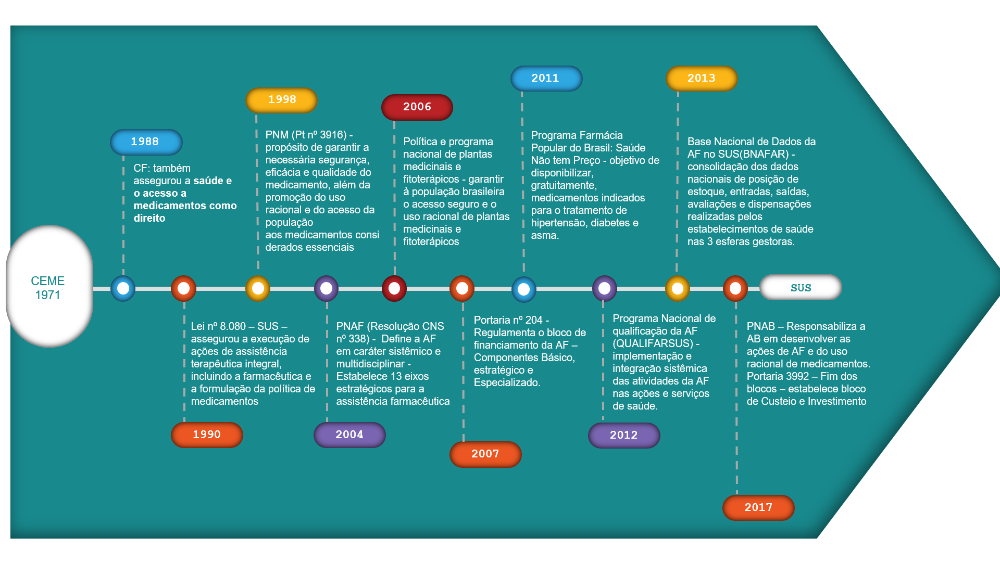 CEME
1971
1988
CF: também
assegurou a saúde e
o acesso a
medicamentos como
direito
Lei nº 8.080 – SUS –
assegurou a execução de
ações de assistência
terapêutica integral,
incluindo a farmacêutica e
a formulação da política de
medicamentos
1990
1998
PNM (Pt nº 3916) -
propósito de garantir a
necessária segurança,
eficácia e qualidade do
medicamento, além da
promoção do uso
racional e do acesso da
população
aos medicamentos consi
derados essenciais
PNAF (Resolução CNS
nº 338) -  Define a AF
em caráter sistêmico e
multidisciplinar -
Estabelece 13 eixos
estratégicos para a
assistência farmacêutica
2004
2006
Política e programa
nacional de plantas
medicinais e
fitoterápicos - garantir
à população brasileira
o acesso seguro e o
uso racional de plantas
medicinais e
fitoterápicos
Portaria nº 204 -
Regulamenta o bloco de
financiamento da AF –
Componentes Básico,
estratégico e
Especializado.
2007
2011
Programa Farmácia
Popular do Brasil: Saúde
Não tem Preço - objetivo de
disponibilizar,
gratuitamente,
medicamentos indicados
para o tratamento de
hipertensão, diabetes e
asma.
Programa Nacional de
qualificação da AF
(QUALIFARSUS) -
implementação e
integração sistêmica
das atividades da AF
nas ações e serviços
de saúde.
2012
2013
Base Nacional de Dados da
AF no SUS(BNAFAR) -
consolidação dos dados
nacionais de posição de
estoque, entradas, saídas,
avaliações e dispensações
realizadas pelos
estabelecimentos de saúde
nas 3 esferas gestoras.
PNAB – Responsabiliza a
AB em desenvolver as
ações de AF e do uso
racional de medicamentos.
Portaria 3992 – Fim dos
blocos – estabelece bloco
de Custeio e Investimento
2017
SUS